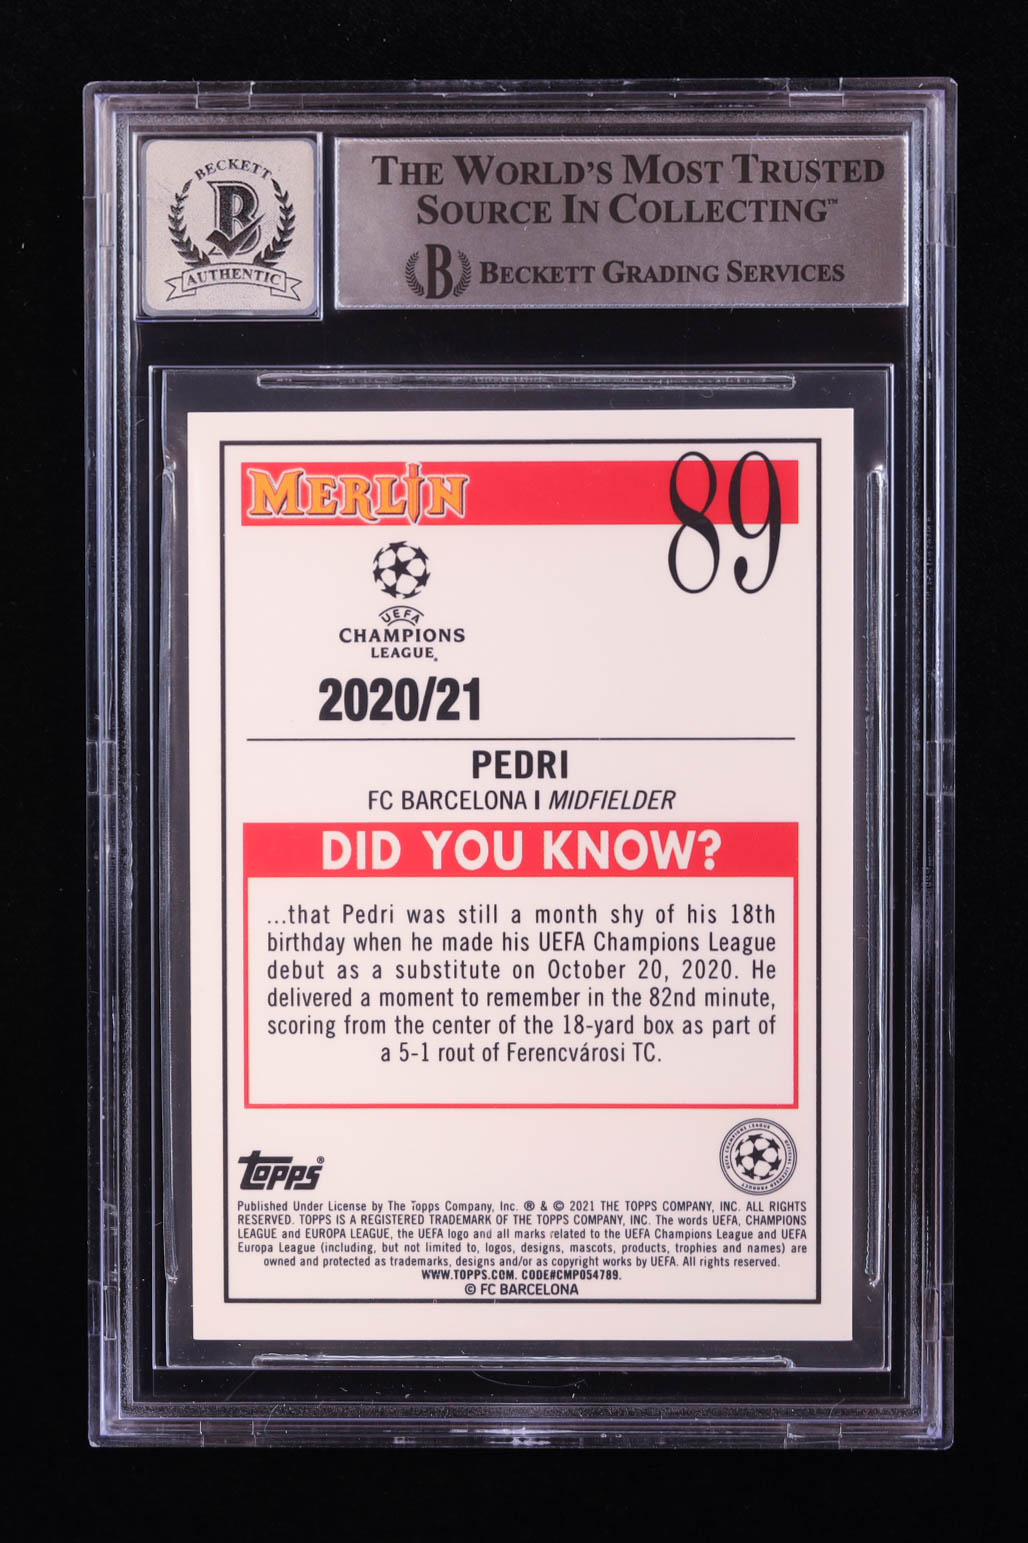 BECKETT
B
AUTHENTIC
THE WORLD'S MOST TRUSTED
SOURCE IN COLLECTING™
B BECKETT GRADING SERVICES
MERLIN
89
UEFA
CHAMPIONS
LEAGUE®
2020/21
PEDRI
FC BARCELONA I MIDFIELDER
DID YOU KNOW?
...that Pedri was still a month shy of his 18th
birthday when he made his UEFA Champions League
debut as a substitute on October 20, 2020. He
delivered a moment to remember in the 82nd minute,
scoring from the center of the 18-yard box as part of
a 5-1 rout of Ferencvárosi TC.
topps®
UEFA CHAMPIONS LEAGUE OFFICIAL LICENSED PRODUCT
Published Under License by The Topps Company, Inc. ® & © 2021 THE TOPPS COMPANY, INC. ALL RIGHTS
RESERVED. TOPPS IS A REGISTERED TRADEMARK OF THE TOPPS COMPANY, INC. The words UEFA, CHAMPIONS
LEAGUE and EUROPA LEAGUE, the UEFA logo and all marks related to the UEFA Champions League and UEFA
Europa League (including, but not limited to, logos, designs, mascots, products, trophies and names) are
owned and protected as trademarks, designs and/or as copyright works by UEFA. All rights reserved.
WWW.TOPPS.COM. CODE#CMP054789.
© FC BARCELONA